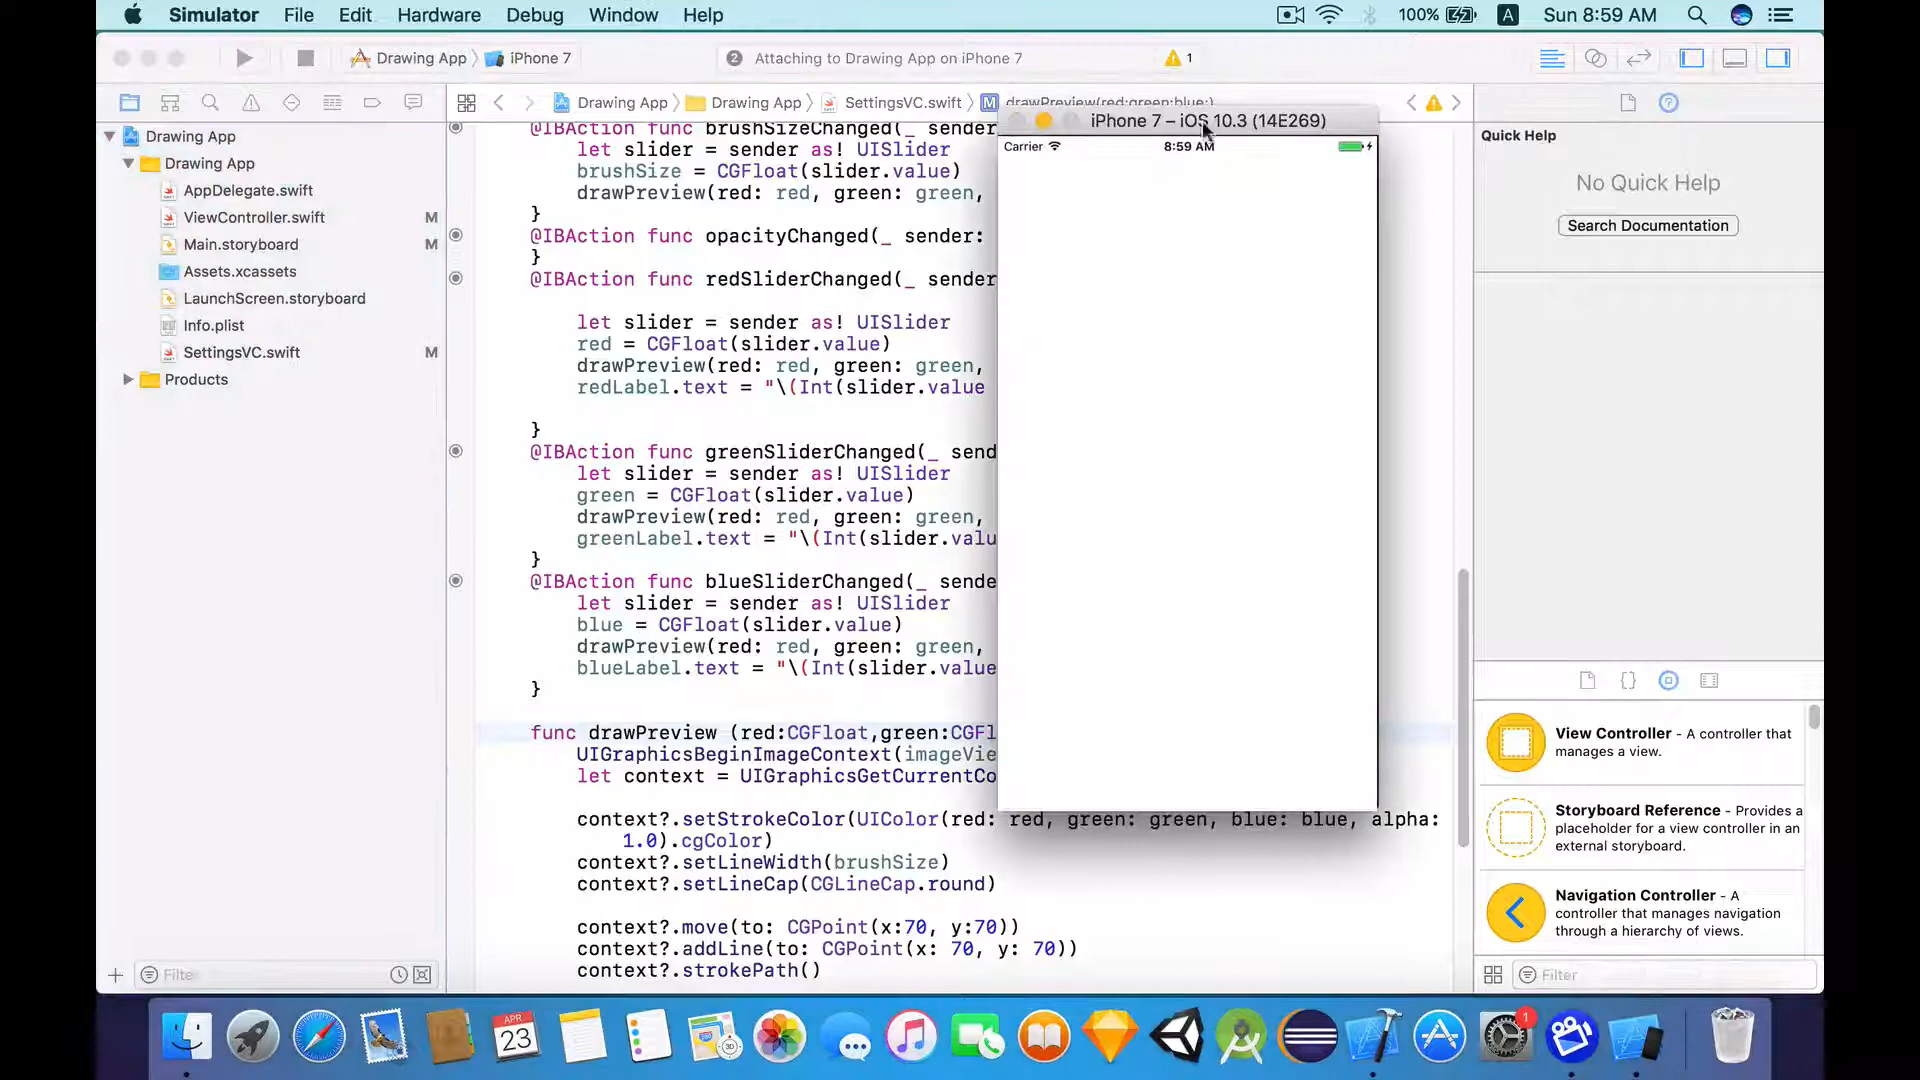 Simulator File Edit Hardware Debug Window Help
100% A Sun 8:59 AM
Drawing App iPhone 7
2 Attaching to Drawing App on iPhone 7 1
Drawing App Drawing App SettingsVC.swift M drawPreview(red:green:blue:)
Drawing App
Drawing App
AppDelegate.swift
ViewController.swift M
Main.storyboard M
Assets.xcassets
LaunchScreen.storyboard
Info.plist
SettingsVC.swift M
Products
Filter
@IBAction func brushSizeChanged(_ sender
let slider = sender as! UISlider
brushSize = CGFloat(slider.value)
drawPreview(red: red, green: green,
}
@IBAction func opacityChanged(_ sender:
}
@IBAction func redSliderChanged(_ sender
let slider = sender as! UISlider
red = CGFloat(slider.value)
drawPreview(red: red, green: green,
redLabel.text = "\(Int(slider.value
}
@IBAction func greenSliderChanged(_ send
let slider = sender as! UISlider
green = CGFloat(slider.value)
drawPreview(red: red, green: green,
greenLabel.text = "\(Int(slider.valu
}
@IBAction func blueSliderChanged(_ sende
let slider = sender as! UISlider
blue = CGFloat(slider.value)
drawPreview(red: red, green: green,
blueLabel.text = "\(Int(slider.value
}
func drawPreview (red:CGFloat,green:CGFl
UIGraphicsBeginImageContext(imageVie
let context = UIGraphicsGetCurrentCo
context?.setStrokeColor(UIColor(red: red, green: green, blue: blue, alpha:
1.0).cgColor)
context?.setLineWidth(brushSize)
context?.setLineCap(CGLineCap.round)
context?.move(to: CGPoint(x:70, y:70))
context?.addLine(to: CGPoint(x: 70, y: 70))
context?.strokePath()
iPhone 7 – iOS 10.3 (14E269)
Carrier 8:59 AM
Quick Help
No Quick Help
Search Documentation
{}
View Controller - A controller that
manages a view.
Storyboard Reference - Provides a
placeholder for a view controller in an
external storyboard.
Navigation Controller - A
controller that manages navigation
through a hierarchy of views.
Filter
APR
23
30
1